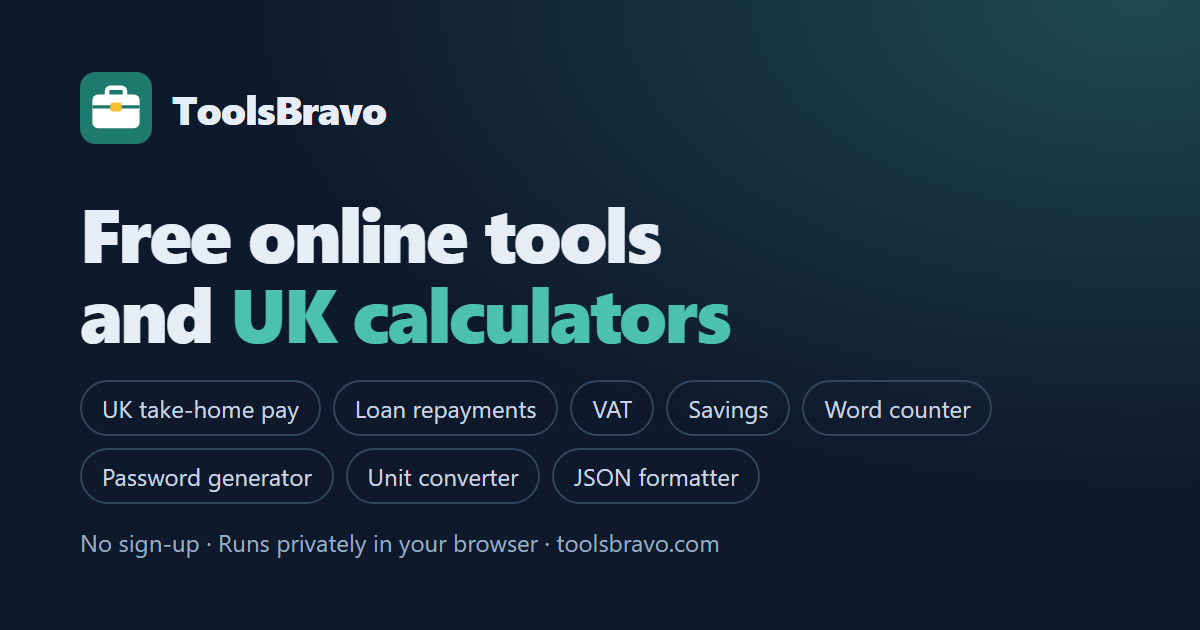 ToolsBravo
Free online tools
and UK calculators
UK take-home pay
Loan repayments
VAT
Savings
Word counter
Password generator
Unit converter
JSON formatter
No sign-up · Runs privately in your browser · toolsbravo.com